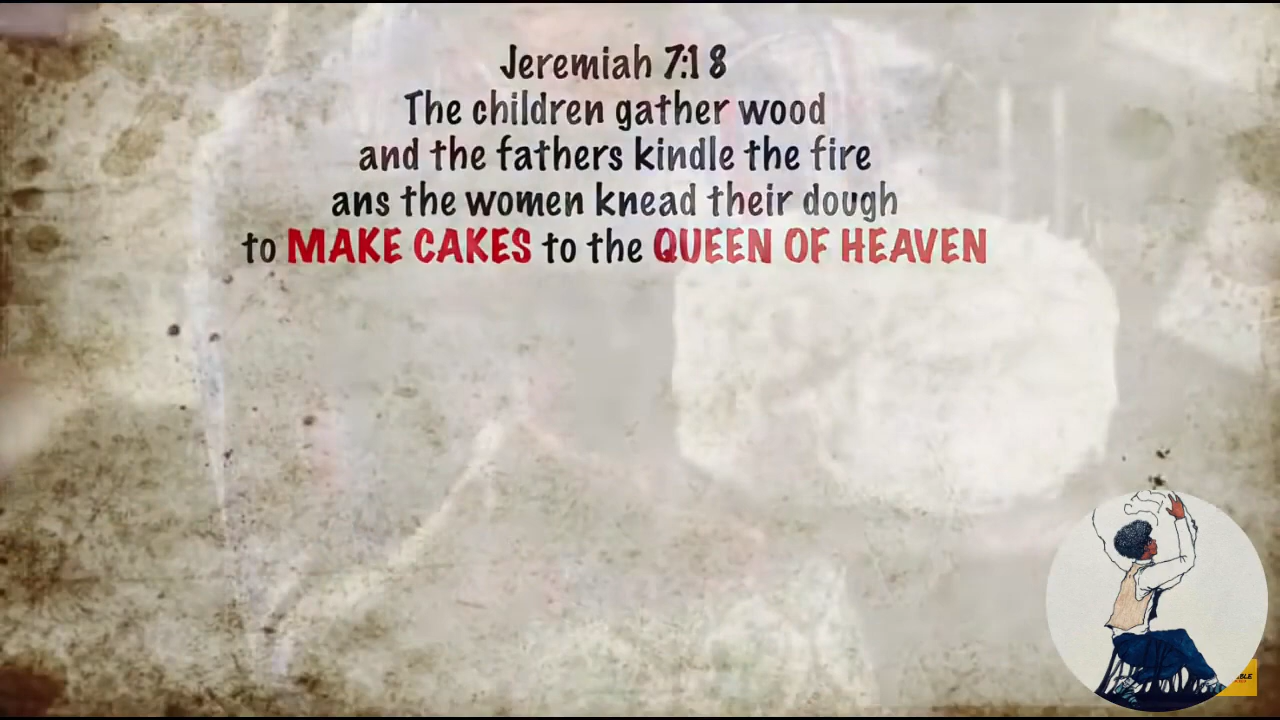 Jeremiah 7:1 8
The children gather wood
and the fathers kindle the fire
ans the women knead their dough
to MAKE CAKES to the QUEEN OF HEAVEN